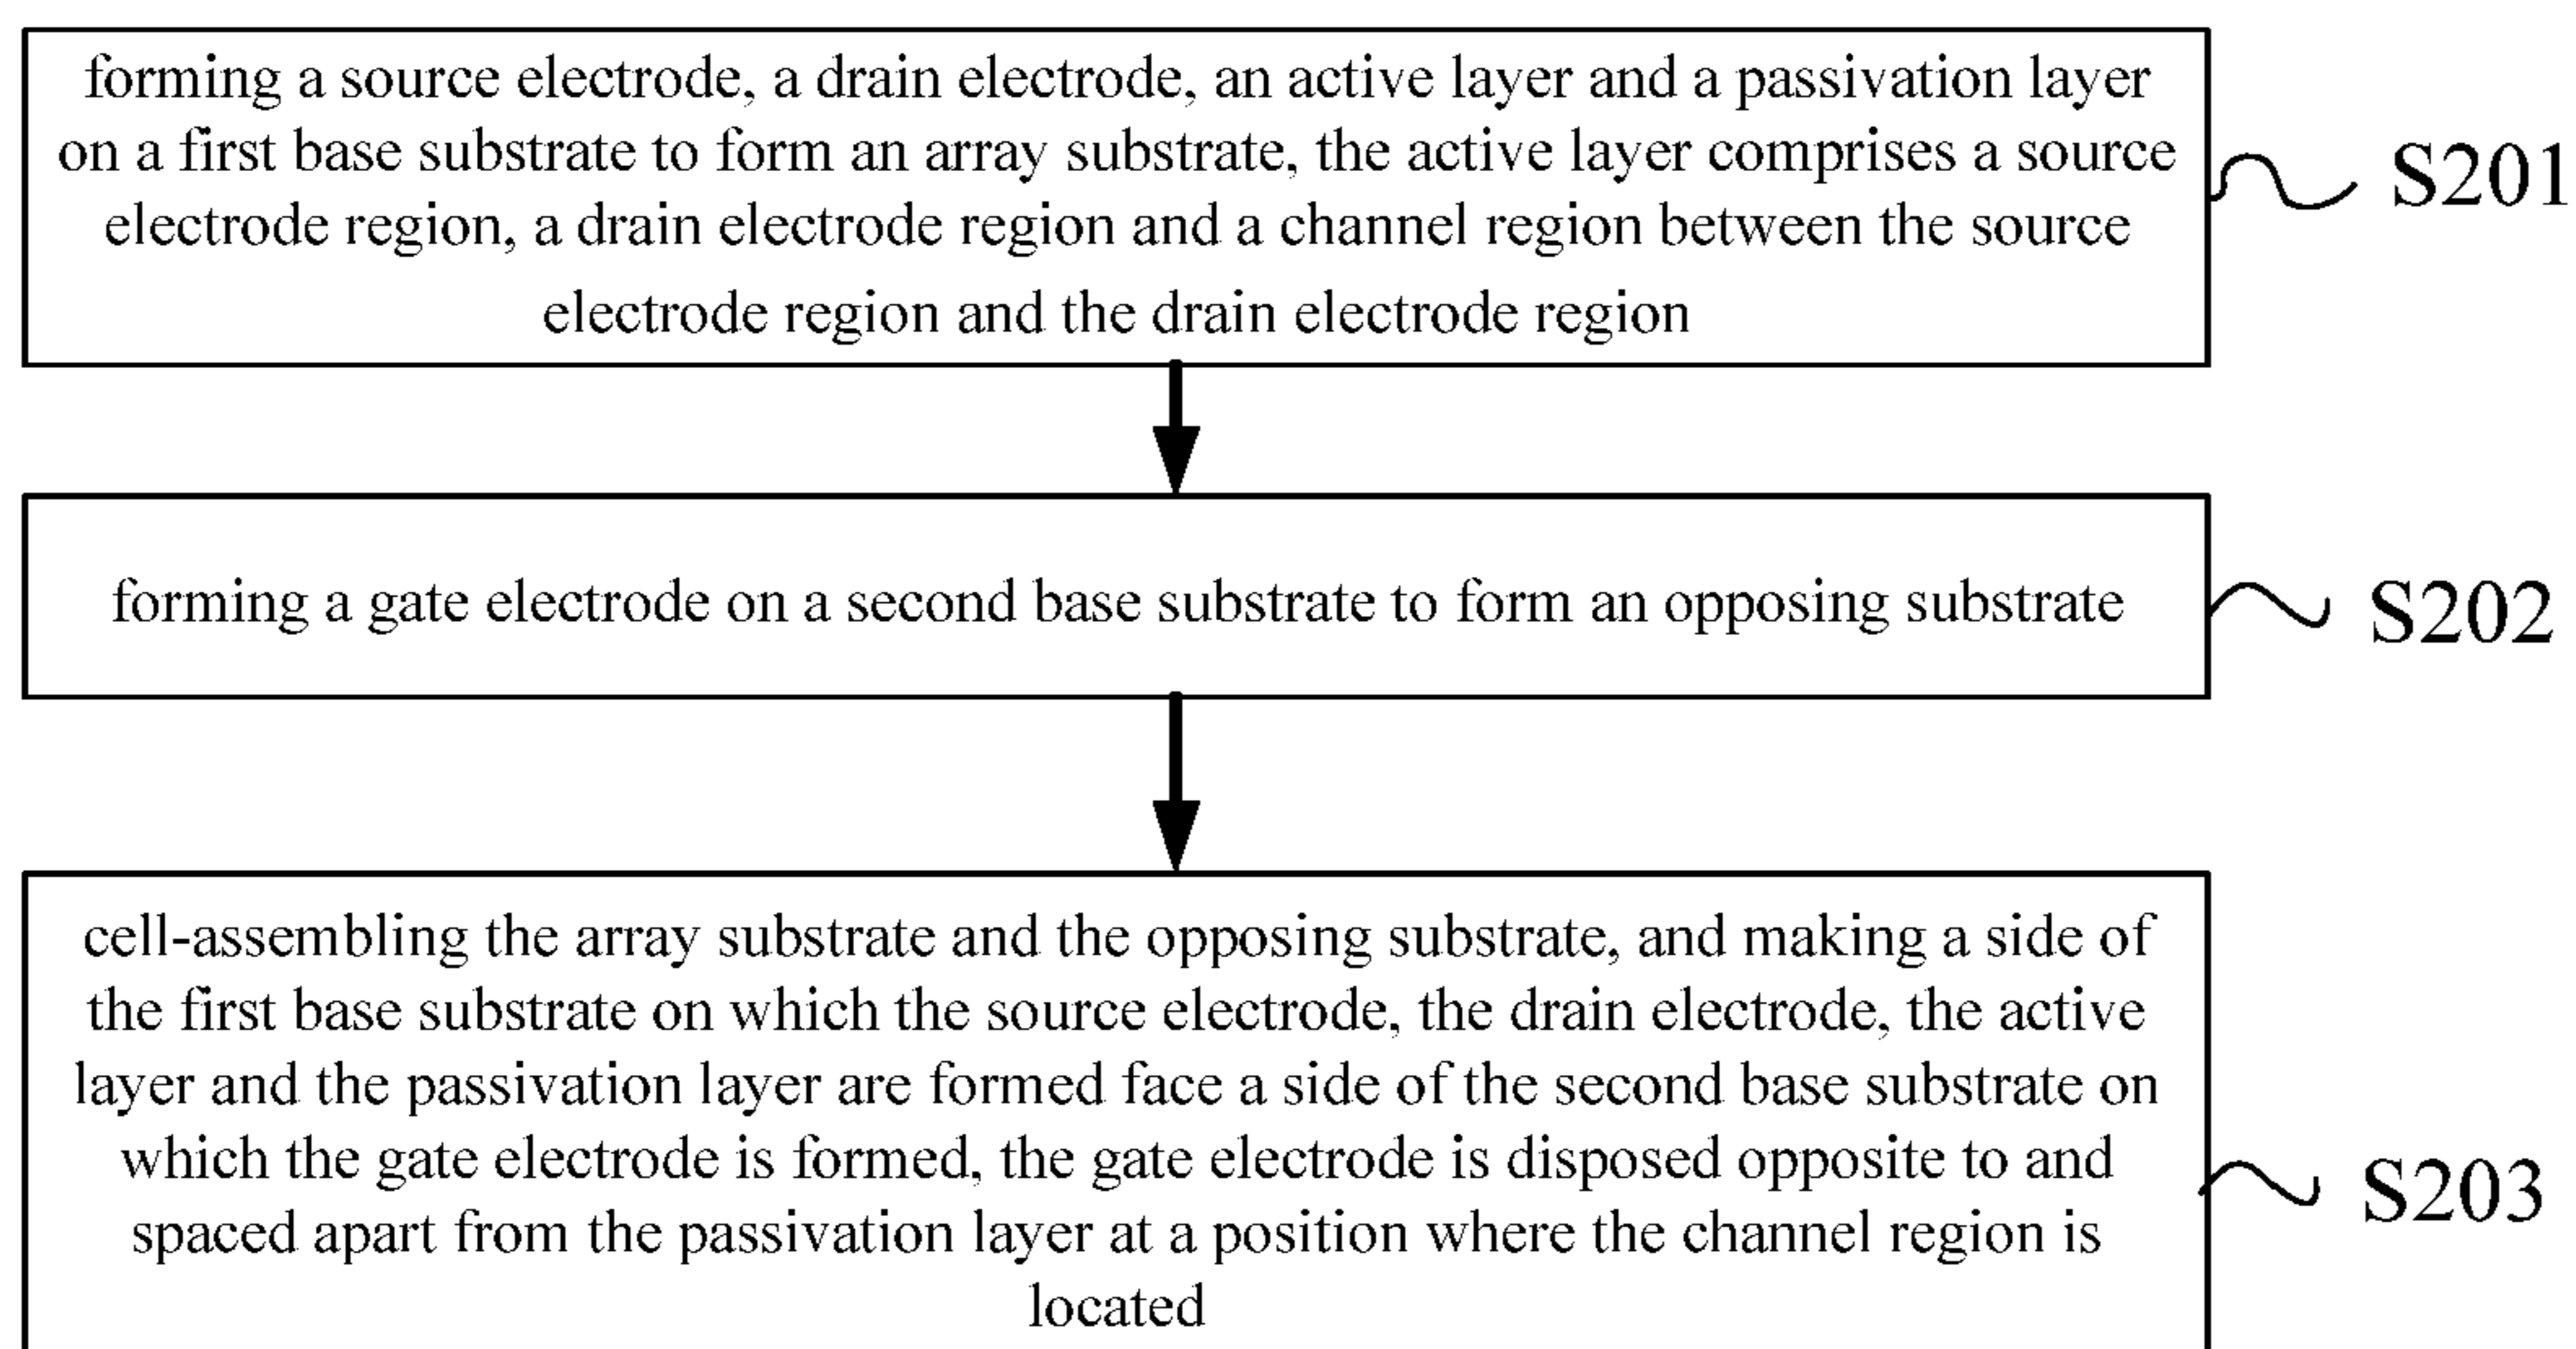 forming a source electrode, a drain electrode, an active layer and a passivation layer
on a first base substrate to form an array substrate, the active layer comprises a source
electrode region, a drain electrode region and a channel region between the source
electrode region and the drain electrode region
S201
forming a gate electrode on a second base substrate to form an opposing substrate
S202
cell-assembling the array substrate and the opposing substrate, and making a side of
the first base substrate on which the source electrode, the drain electrode, the active
layer and the passivation layer are formed face a side of the second base substrate on
which the gate electrode is formed, the gate electrode is disposed opposite to and
spaced apart from the passivation layer at a position where the channel region is
located
S203